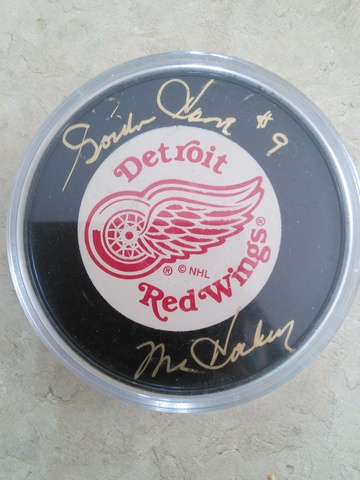 Gordie Howe #9
Detroit
® © NHL
Red Wings®
Mr Hockey